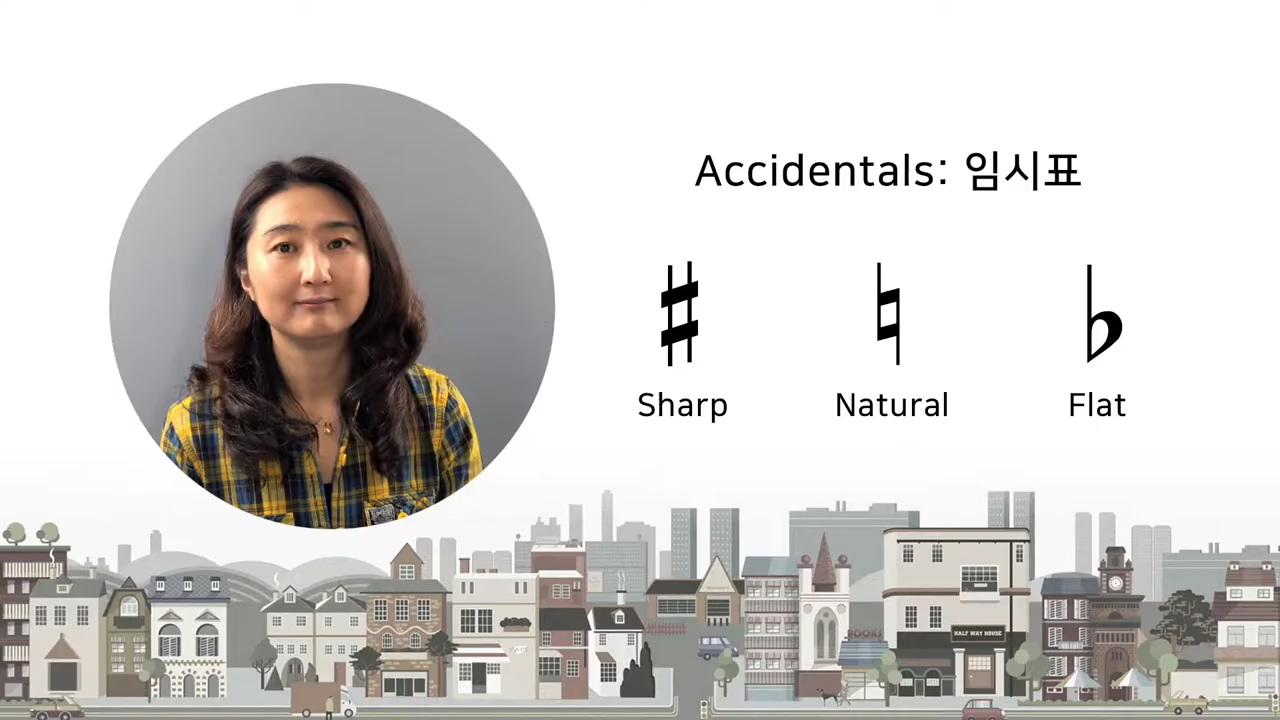 Accidentals: 임시표
Sharp
Natural
Flat
HALF WAY HOUSE
BOOKS